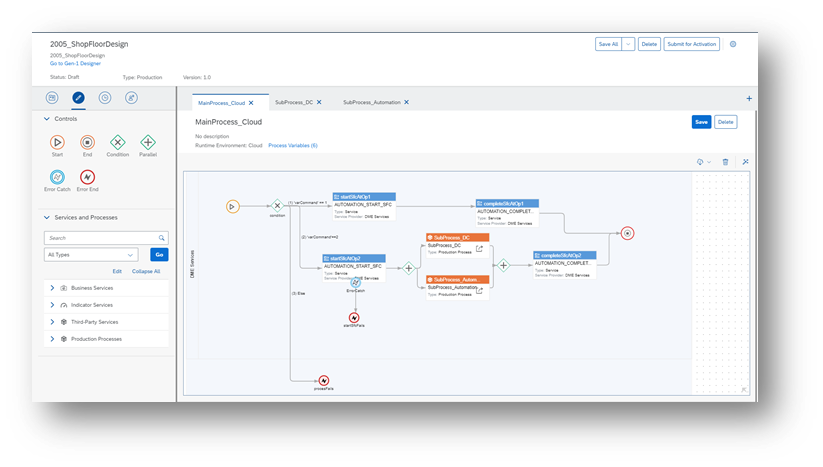 2005_ShopFloorDesign
2005_ShopFloorDesign
Go to Gen-1 Designer
Status: Draft
Type: Production
Version: 1.0
Save All
Delete
Submit for Activation
Controls
Start
End
Condition
Parallel
Error Catch
Error End
Services and Processes
Search
All Types
Go
Edit
Collapse All
Business Services
Indicator Services
Third-Party Services
Production Processes
MainProcess_Cloud
SubProcess_DC
SubProcess_Automation
MainProcess_Cloud
Save
Delete
No description
Runtime Environment: Cloud
Process Variables (6)
DME Services
condition
(1) varCommand == 1
startSfcAtOp1
AUTOMATION_START_SFC
Type: Service
Service Provider: DME Services
completeSfcAtOp1
AUTOMATION_COMPLET...
Type: Service
Service Provider: DME Services
(2) varCommand==2
startSfcAtOp2
AUTOMATION_START_SFC
Type: Service
Service Provider: DME Services
ErrorCatch
startSfcFails
SubProcess_DC
SubProcess_DC
Type: Production Process
SubProcess_Autom...
SubProcess_Automation
Type: Production Process
completeSfcAtOp2
AUTOMATION_COMPLET...
Type: Service
Service Provider: DME Services
(3) Else